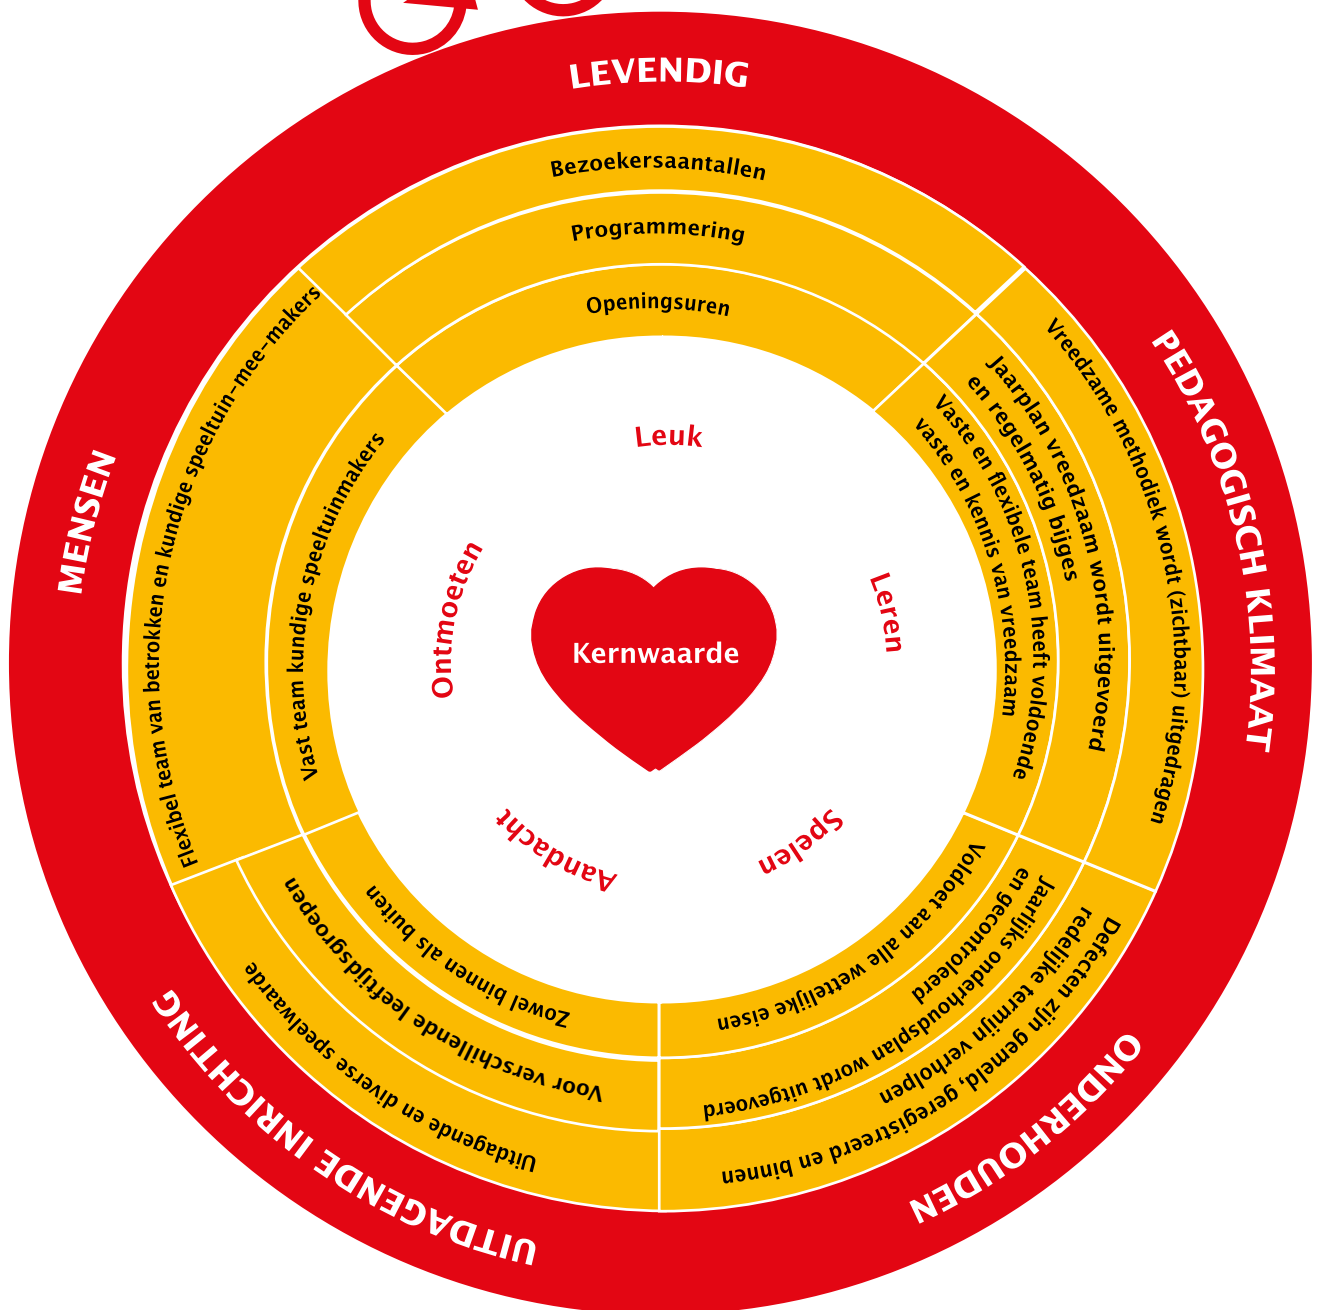 LEVENDIG
Bezoekersaantallen
Programmering
Openingsuren
PEDAGOGISCH KLIMAAT
Vreedzame methodiek wordt (zichtbaar) uitgedragen
Jaarplan vreedzaam wordt uitgevoerd
en regelmatig bijges
Vaste en flexibele team heeft voldoende
vaste en kennis van vreedzaam
ONDERHOUDEN
Defecten zijn gemeld, geregistreerd en binnen
redelijke termijn verholpen
Jaarlijks onderhoudsplan wordt uitgevoerd
en gecontroleerd
Voldoet aan alle wettelijke eisen
UITDAGENDE INRICHTING
Uitdagende en diverse speelwaarde
Voor verschillende leeftijdsgroepen
Zowel binnen als buiten
MENSEN
Flexibel team van betrokken en kundige speeltuin-mee-makers
Vast team kundige speeltuinmakers
Leuk
Leren
Spelen
Aandacht
Ontmoeten
Kernwaarde